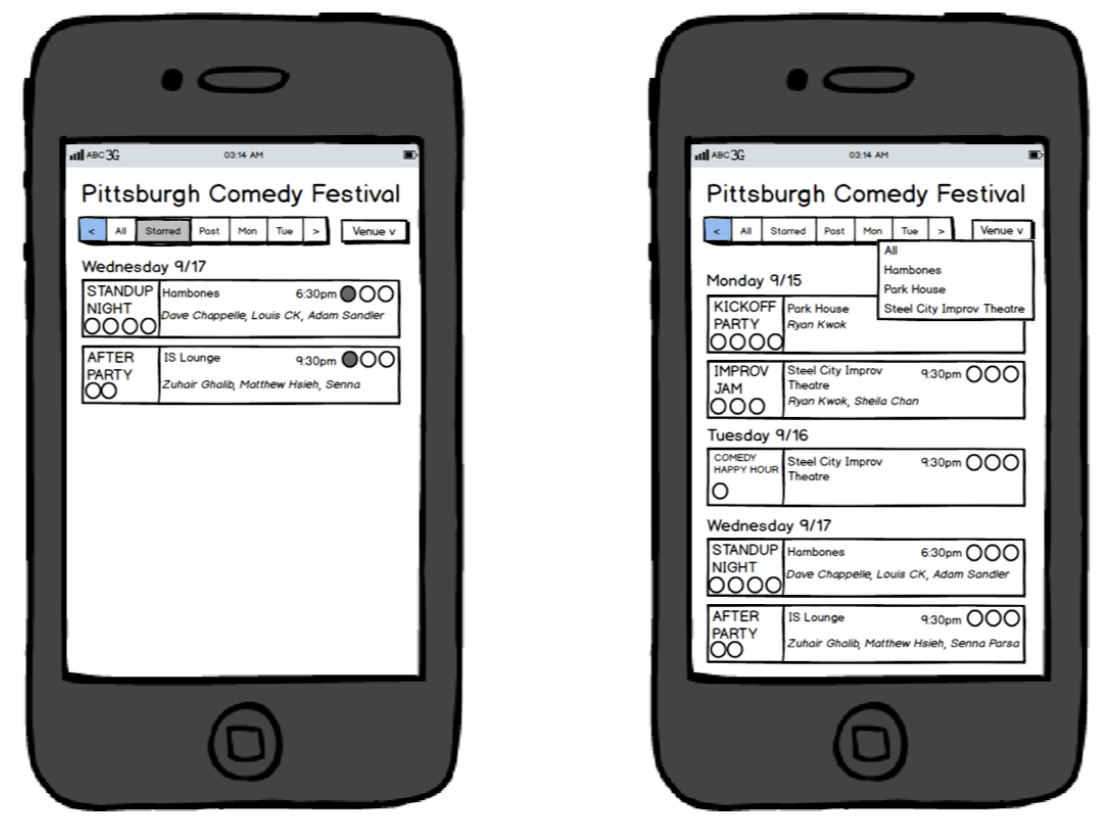 ABC 3G 03:14 AM
Pittsburgh Comedy Festival
< All Starred Past Mon Tue > Venue v
Wednesday 9/17
STANDUP NIGHT
Hambones 6:30pm
Dave Chappelle, Louis CK, Adam Sandler
AFTER PARTY
IS Lounge 9:30pm
Zuhair Ghalib, Matthew Hsieh, Senna
ABC 3G 03:14 AM
Pittsburgh Comedy Festival
< All Starred Past Mon Tue > Venue v
All
Hambones
Park House
Steel City Improv Theatre
Monday 9/15
KICKOFF
PARTY
Park House
Ryan Kwok
IMPROV
JAM
Steel City Improv 9:30pm
Theatre
Ryan Kwok, Sheila Chan
Tuesday 9/16
COMEDY
HAPPY HOUR
Steel City Improv 9:30pm
Theatre
Wednesday 9/17
STANDUP
NIGHT
Hambones 6:30pm
Dave Chappelle, Louis CK, Adam Sandler
AFTER
PARTY
IS Lounge 9:30pm
Zuhair Ghalib, Matthew Hsieh, Senna Parsa